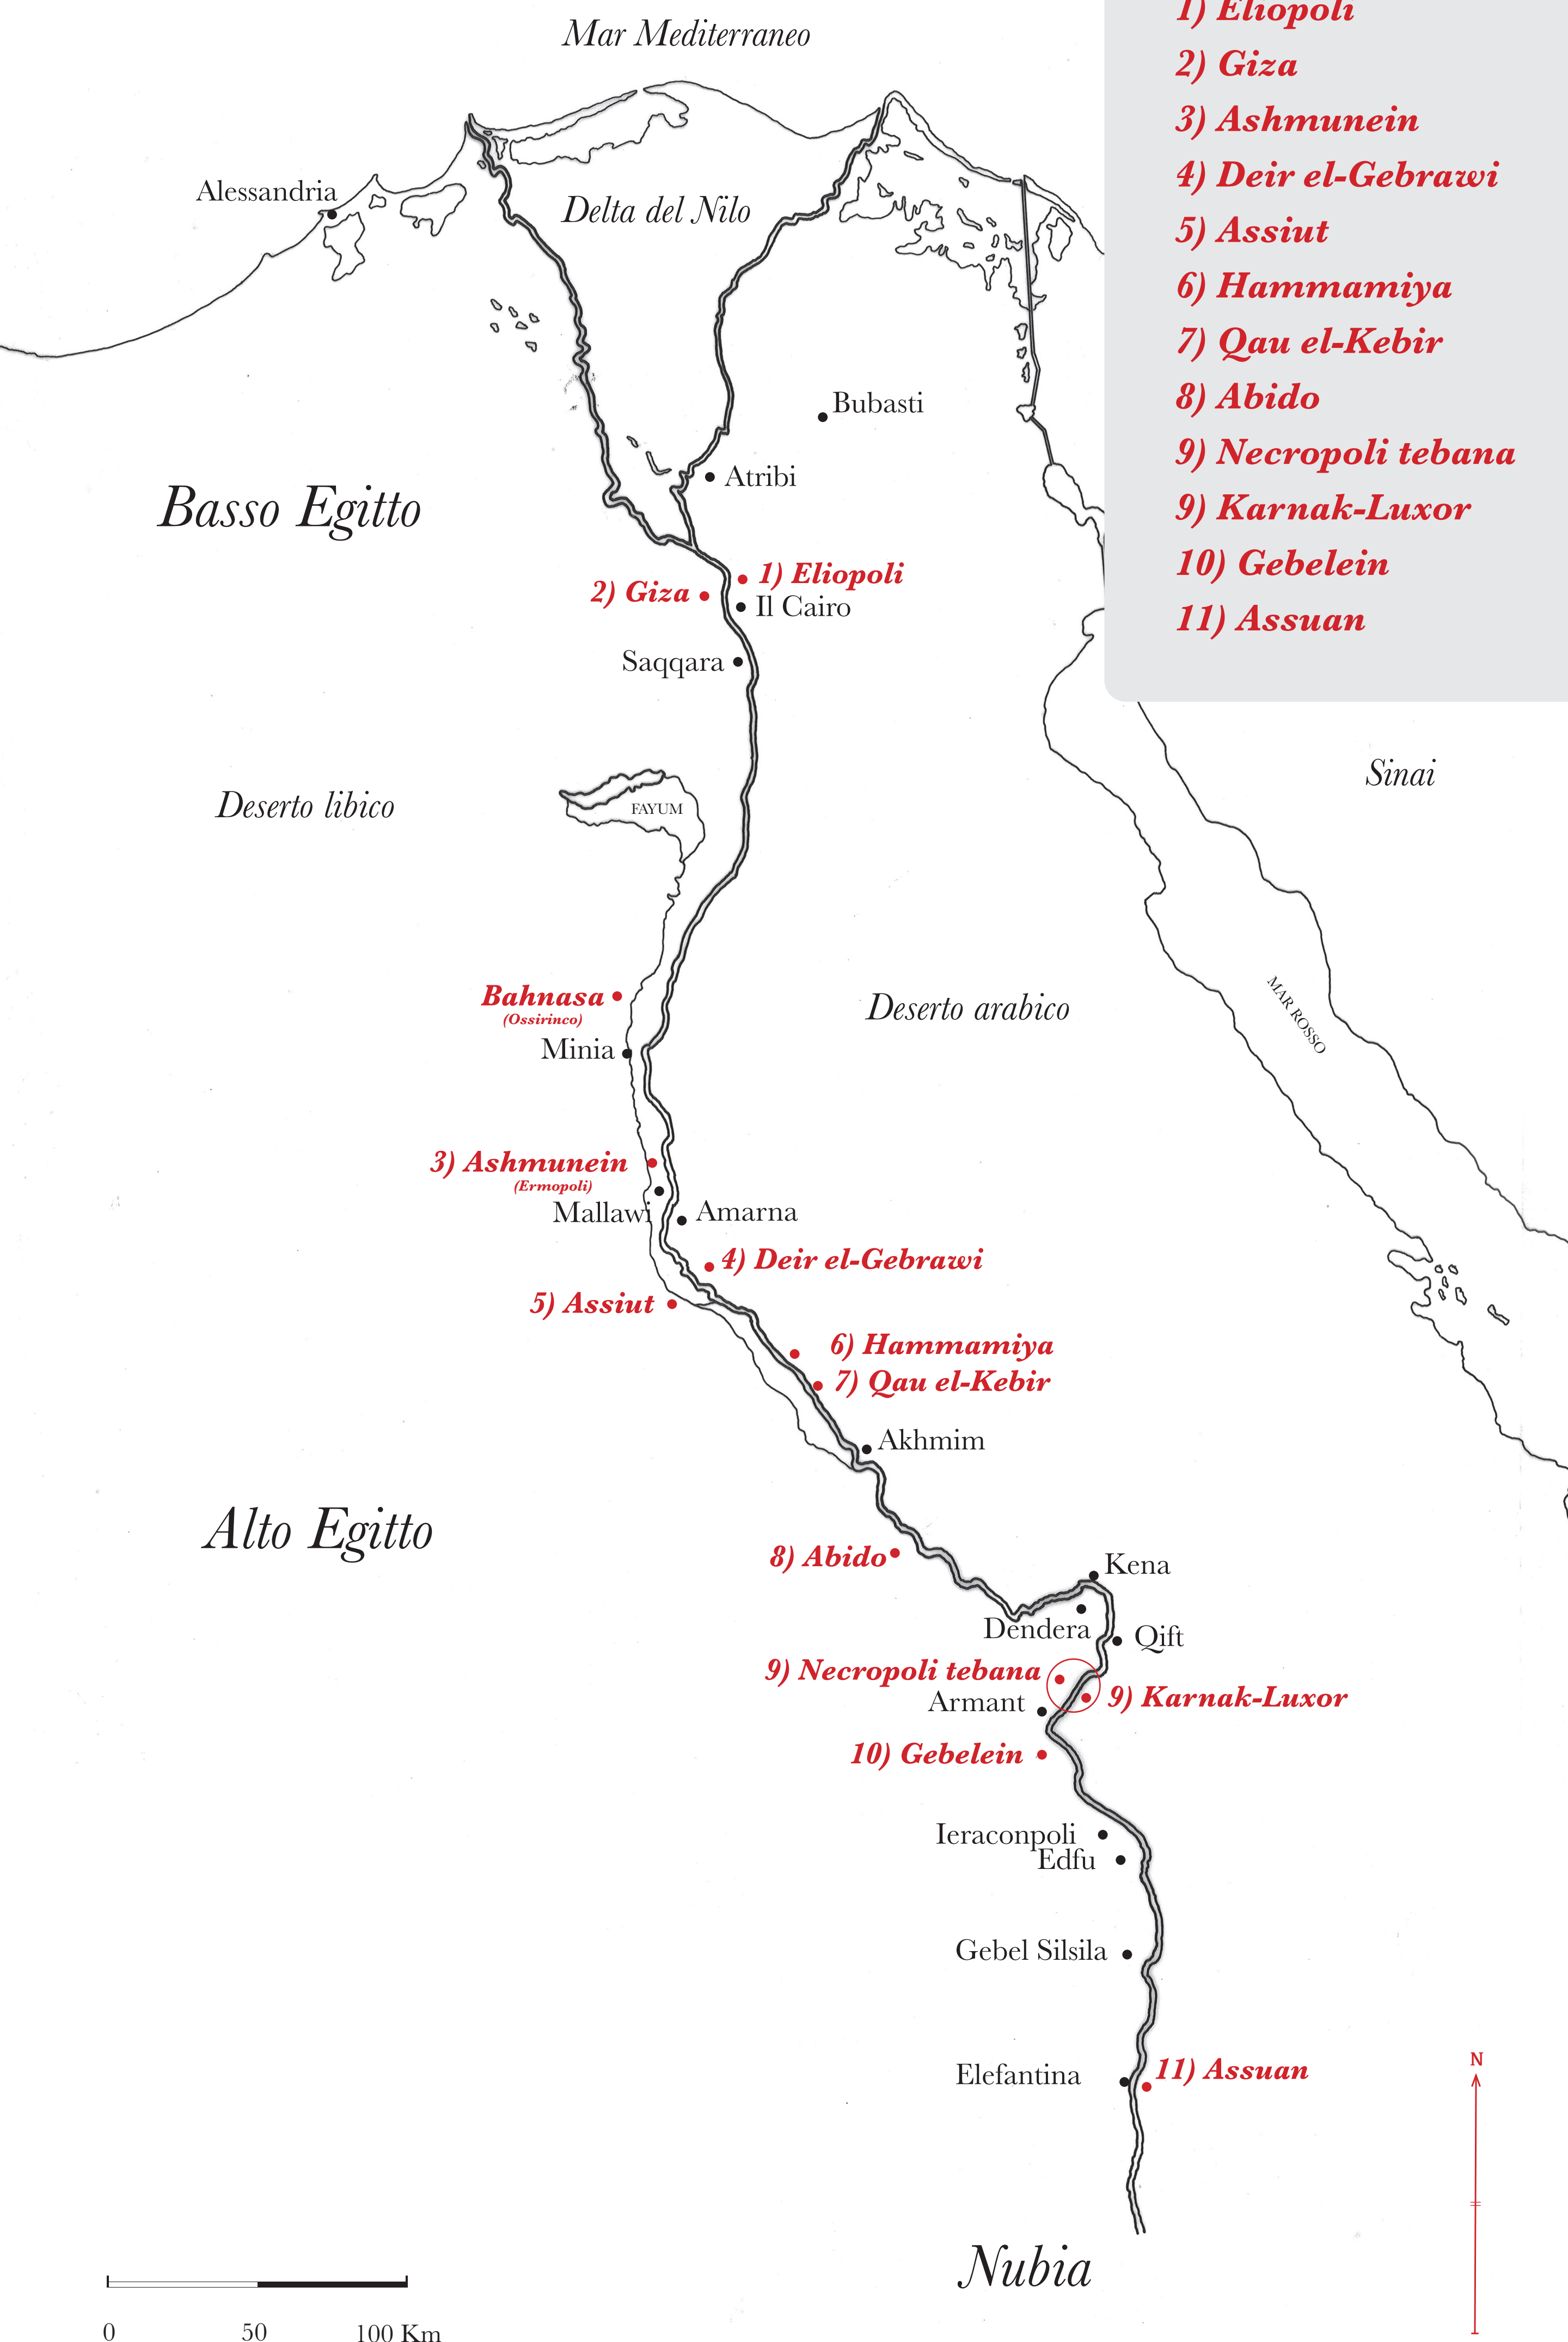 Mar Mediterraneo
1) Eliopoli
2) Giza
3) Ashmunein
4) Deir el-Gebrawi
5) Assiut
6) Hammamiya
7) Qau el-Kebir
8) Abido
9) Necropoli tebana
9) Karnak-Luxor
10) Gebelein
11) Assuan
Alessandria
Delta del Nilo
Bubasti
Atribi
Basso Egitto
1) Eliopoli
2) Giza
Il Cairo
Saqqara
Sinai
Deserto libico
FAYUM
Bahnasa
(Ossirinco)
Deserto arabico
MAR ROSSO
Minia
3) Ashmunein
(Ermopoli)
Mallawi
Amarna
4) Deir el-Gebrawi
5) Assiut
6) Hammamiya
7) Qau el-Kebir
Akhmim
Alto Egitto
8) Abido
Kena
Dendera
Qift
9) Necropoli tebana
9) Karnak-Luxor
Armant
10) Gebelein
Ieraconpoli
Edfu
Gebel Silsila
Elefantina
11) Assuan
N
Nubia
0 50 100 Km